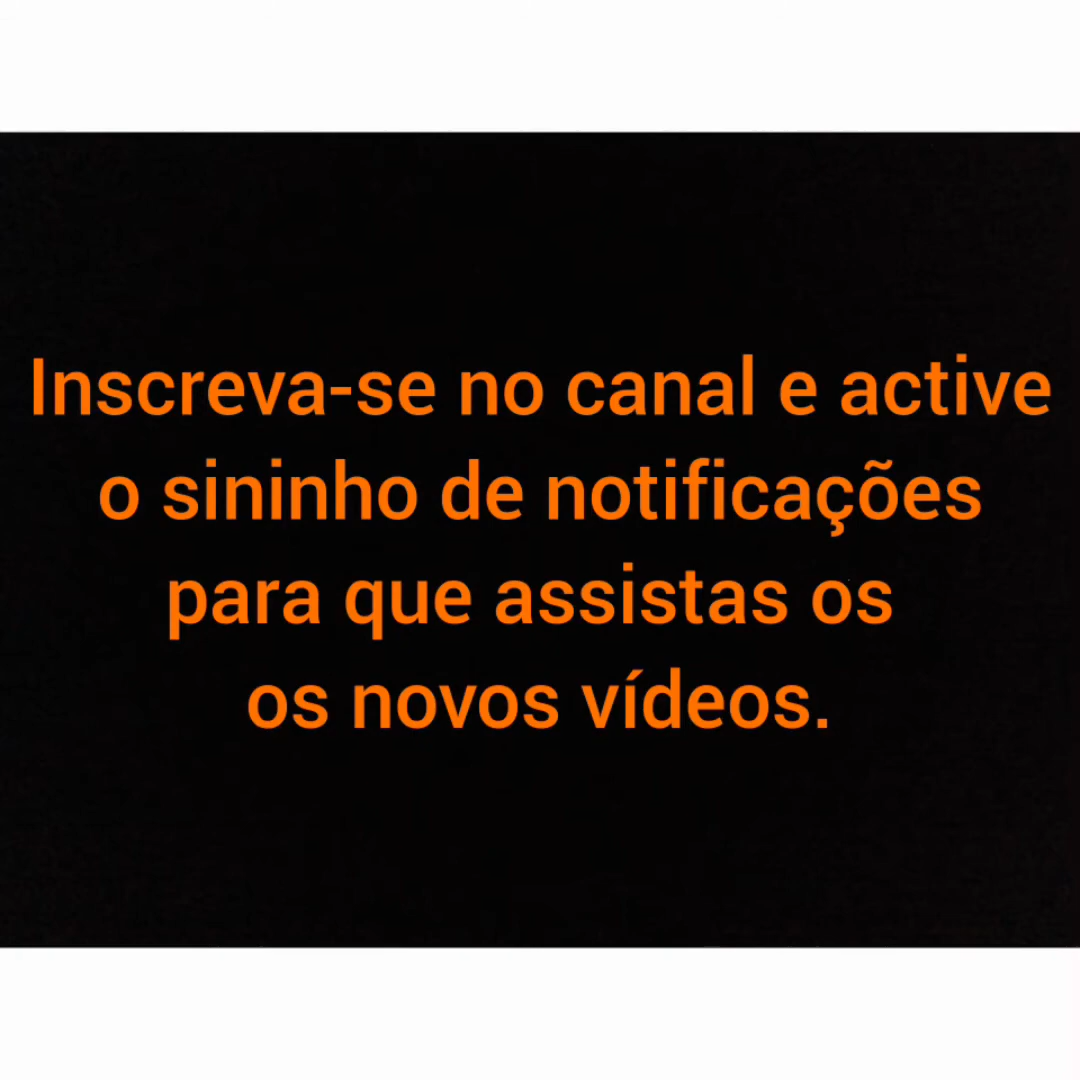 Inscreva-se no canal e active
o sininho de notificações
para que assistas os
os novos vídeos.